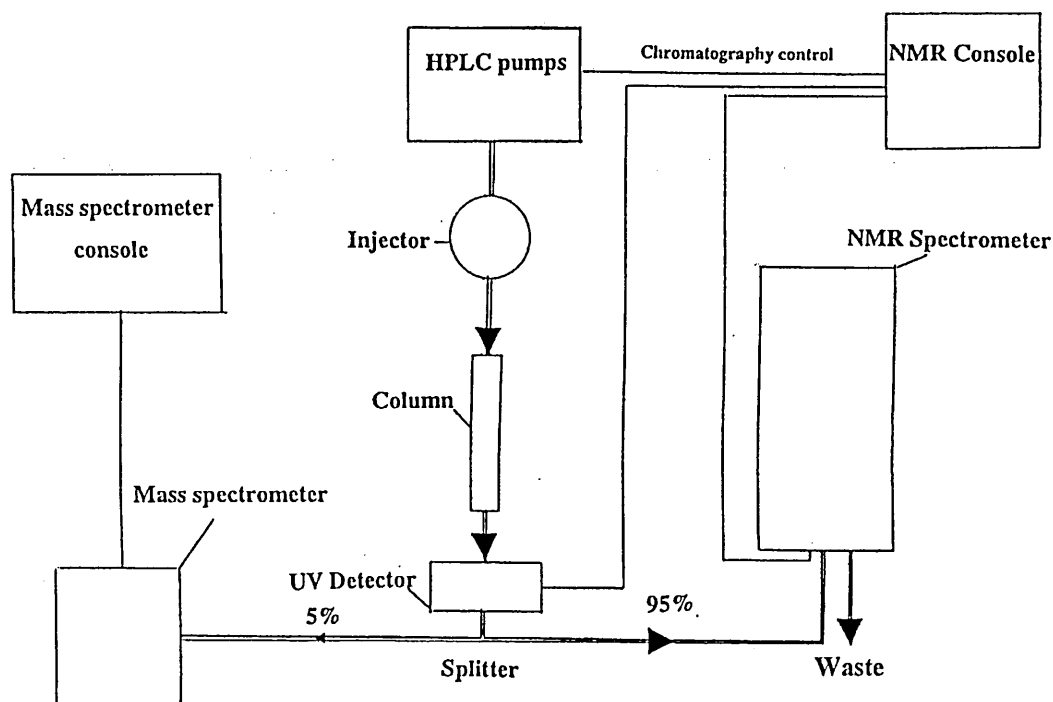 HPLC pumps
Chromatography control
NMR Console
Mass spectrometer
console
Injector
NMR Spectrometer
Column
Mass spectrometer
UV Detector
5%
95%
Splitter
Waste